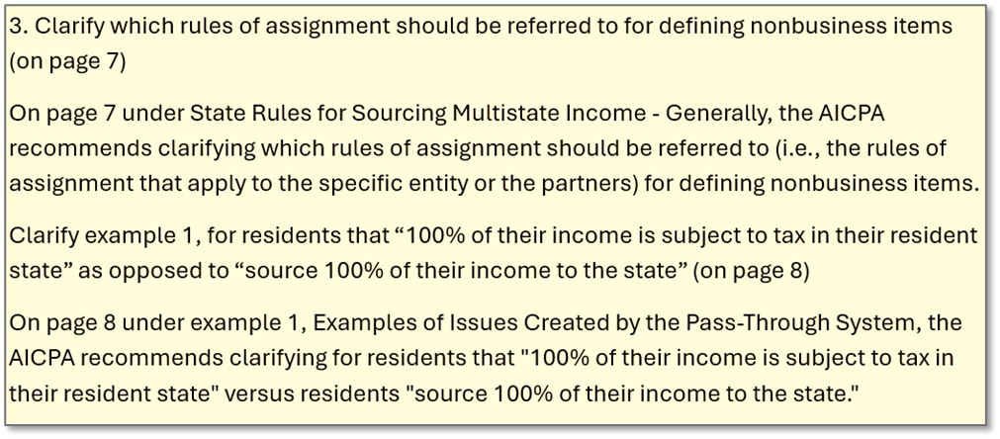 3. Clarify which rules of assignment should be referred to for defining nonbusiness items
(on page 7)
On page 7 under State Rules for Sourcing Multistate Income - Generally, the AICPA
recommends clarifying which rules of assignment should be referred to (i.e., the rules of
assignment that apply to the specific entity or the partners) for defining nonbusiness items.
Clarify example 1, for residents that “100% of their income is subject to tax in their resident
state” as opposed to “source 100% of their income to the state” (on page 8)
On page 8 under example 1, Examples of Issues Created by the Pass-Through System, the
AICPA recommends clarifying for residents that "100% of their income is subject to tax in
their resident state" versus residents "source 100% of their income to the state."